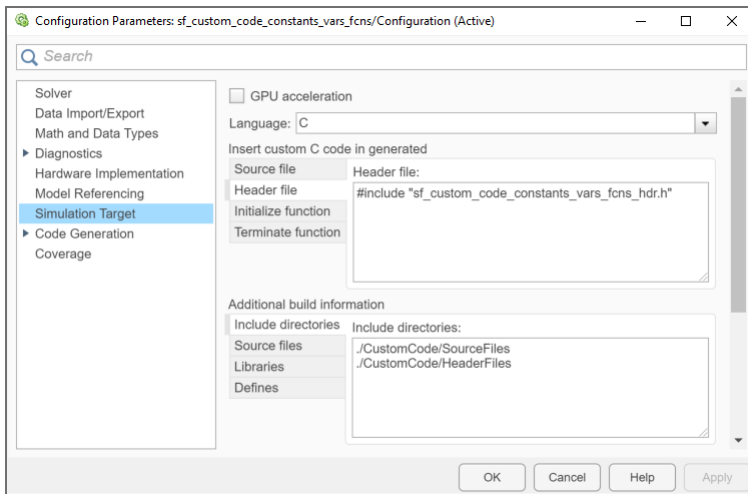 Configuration Parameters: sf_custom_code_constants_vars_fcns/Configuration (Active)
Search
Solver
Data Import/Export
Math and Data Types
Diagnostics
Hardware Implementation
Model Referencing
Simulation Target
Code Generation
Coverage
GPU acceleration
Language: C
Insert custom C code in generated
Source file
Header file
Initialize function
Terminate function
Header file:
#include "sf_custom_code_constants_vars_fcns_hdr.h"
Additional build information
Include directories
Source files
Libraries
Defines
Include directories:
./CustomCode/SourceFiles
./CustomCode/HeaderFiles
OK
Cancel
Help
Apply